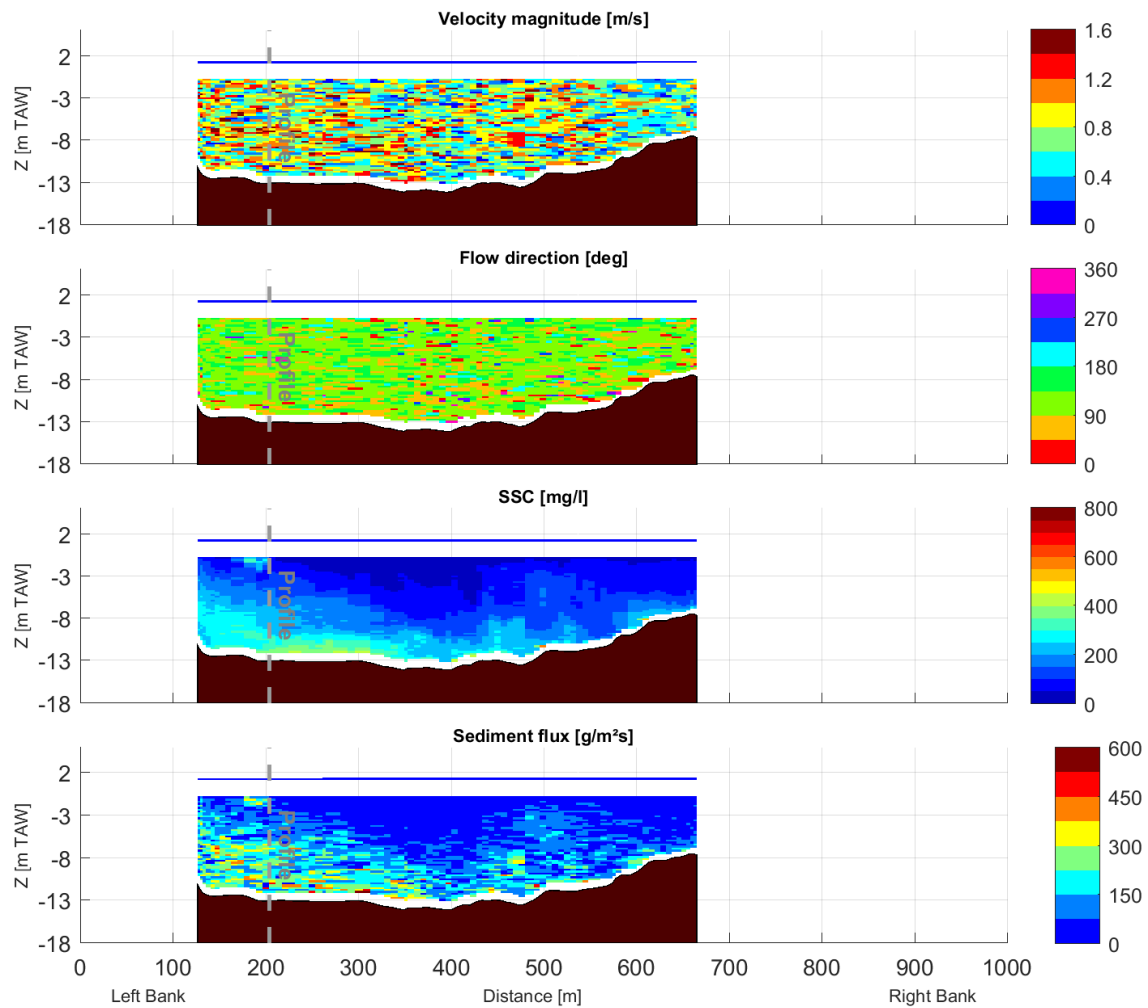 Velocity magnitude [m/s]
Z [m TAW]
2
-3
-8
-13
-18
Profile
1.6
1.2
0.8
0.4
0
Flow direction [deg]
Z [m TAW]
2
-3
-8
-13
-18
Profile
360
270
180
90
0
SSC [mg/l]
Z [m TAW]
2
-3
-8
-13
-18
Profile
800
600
400
200
0
Sediment flux [g/m²s]
Z [m TAW]
2
-3
-8
-13
-18
Profile
600
450
300
150
0
0 100 200 300 400 500 600 700 800 900 1000
Left Bank Distance [m] Right Bank